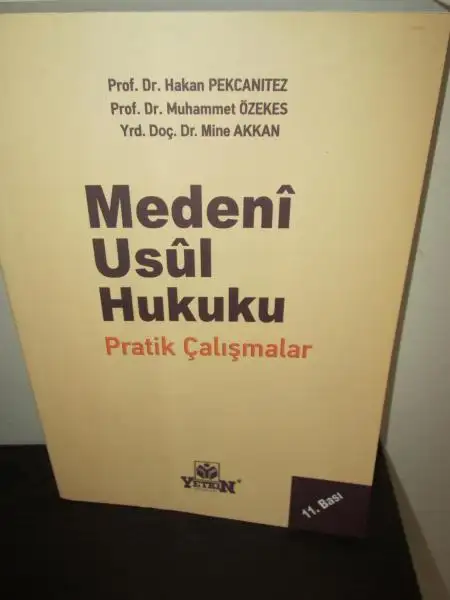 Prof. Dr. Hakan PEKCANITEZ
Prof. Dr. Muhammet ÖZEKES
Yrd. Doç. Dr. Mine AKKAN
Medenî
Usûl
Hukuku
Pratik Çalışmalar
YETKİN
11. Bası